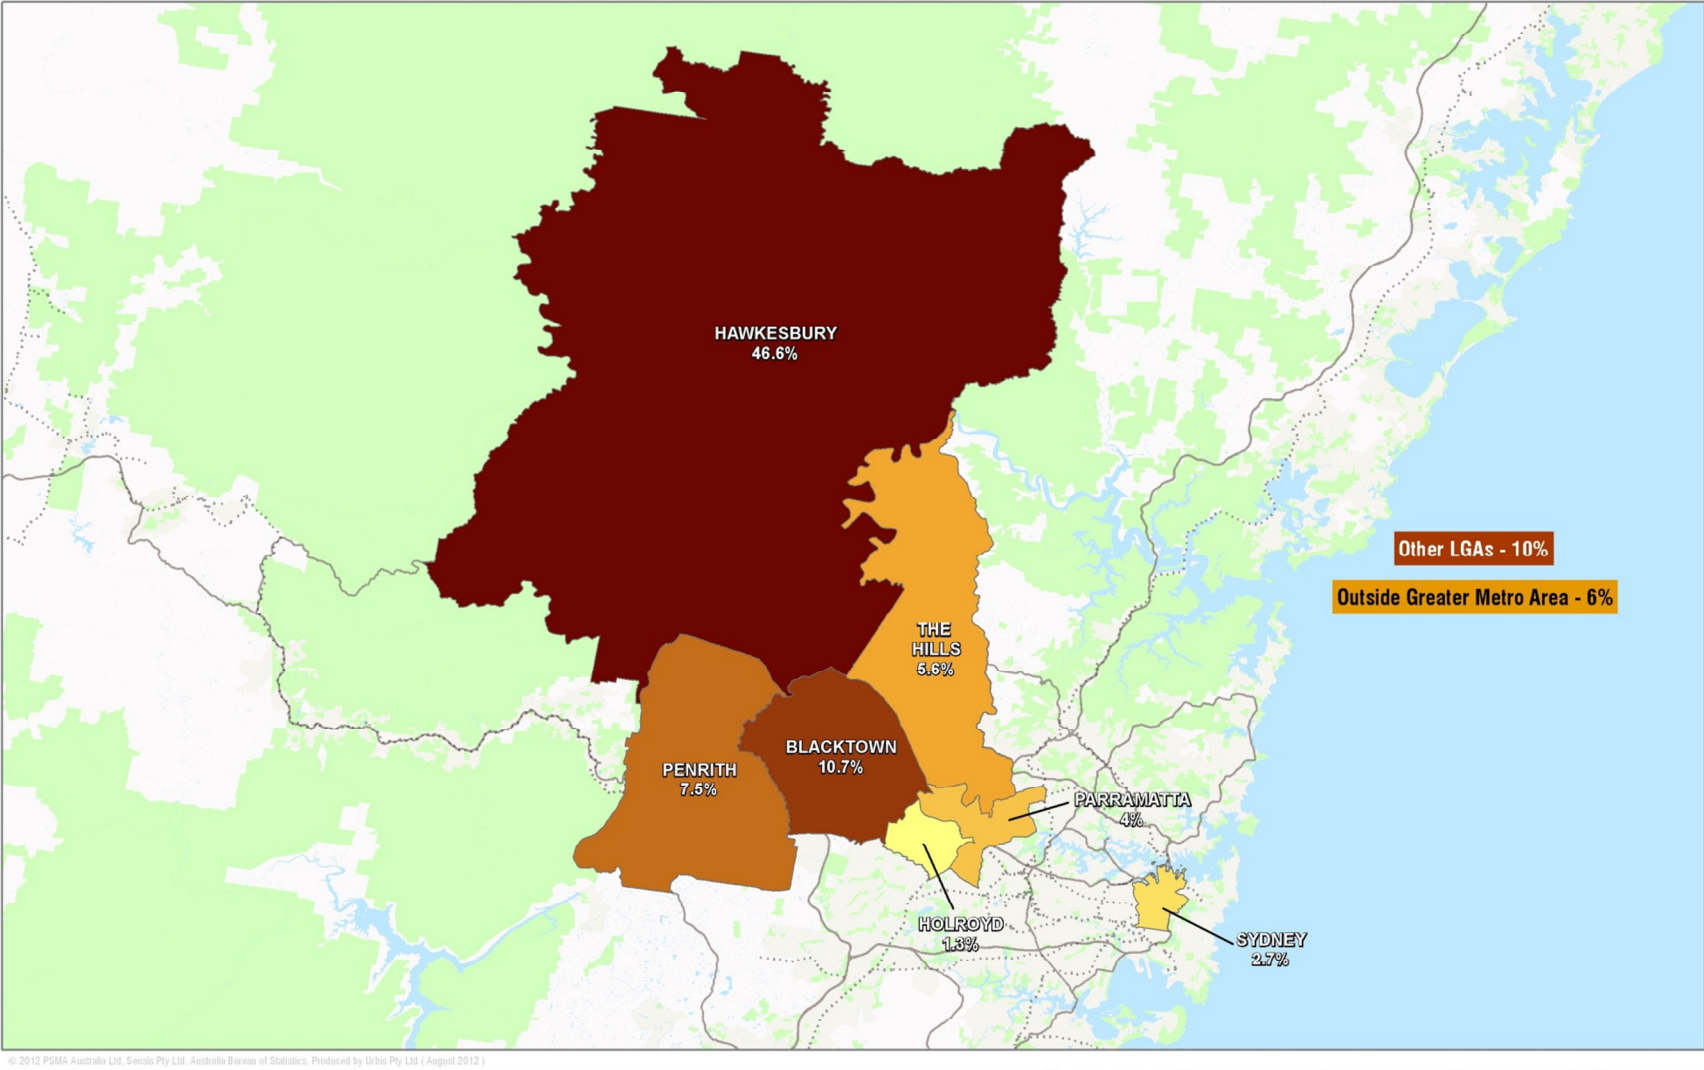 HAWKESBURY
46.6%
Other LGAs - 10%
Outside Greater Metro Area - 6%
THE
HILLS
5.6%
BLACKTOWN
10.7%
PENRITH
7.5%
PARRAMATTA
4%
HOLROYD
1.3%
SYDNEY
2.7%
© 2012 PSMA Australia Ltd, Sensis Pty Ltd. Australia Bureau of Statistics. Produced by Urbis Pty Ltd ( August 2012 )